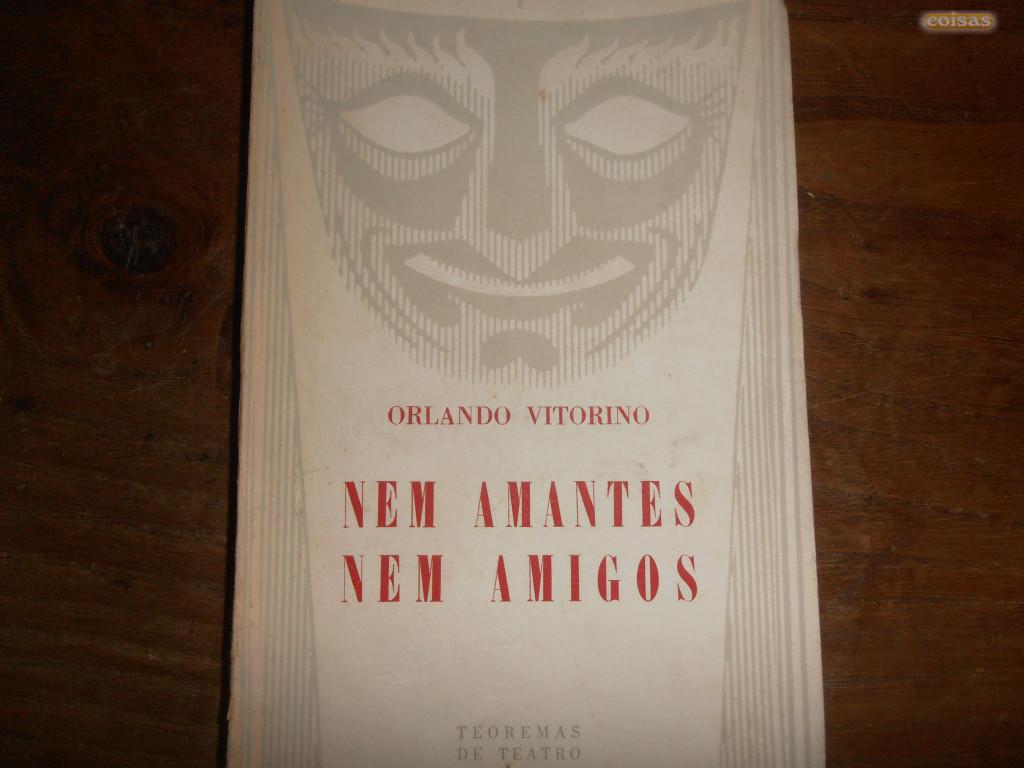 coisas
ORLANDO VITORINO
NEM AMANTES
NEM AMIGOS
TEOREMAS
DE TEATRO